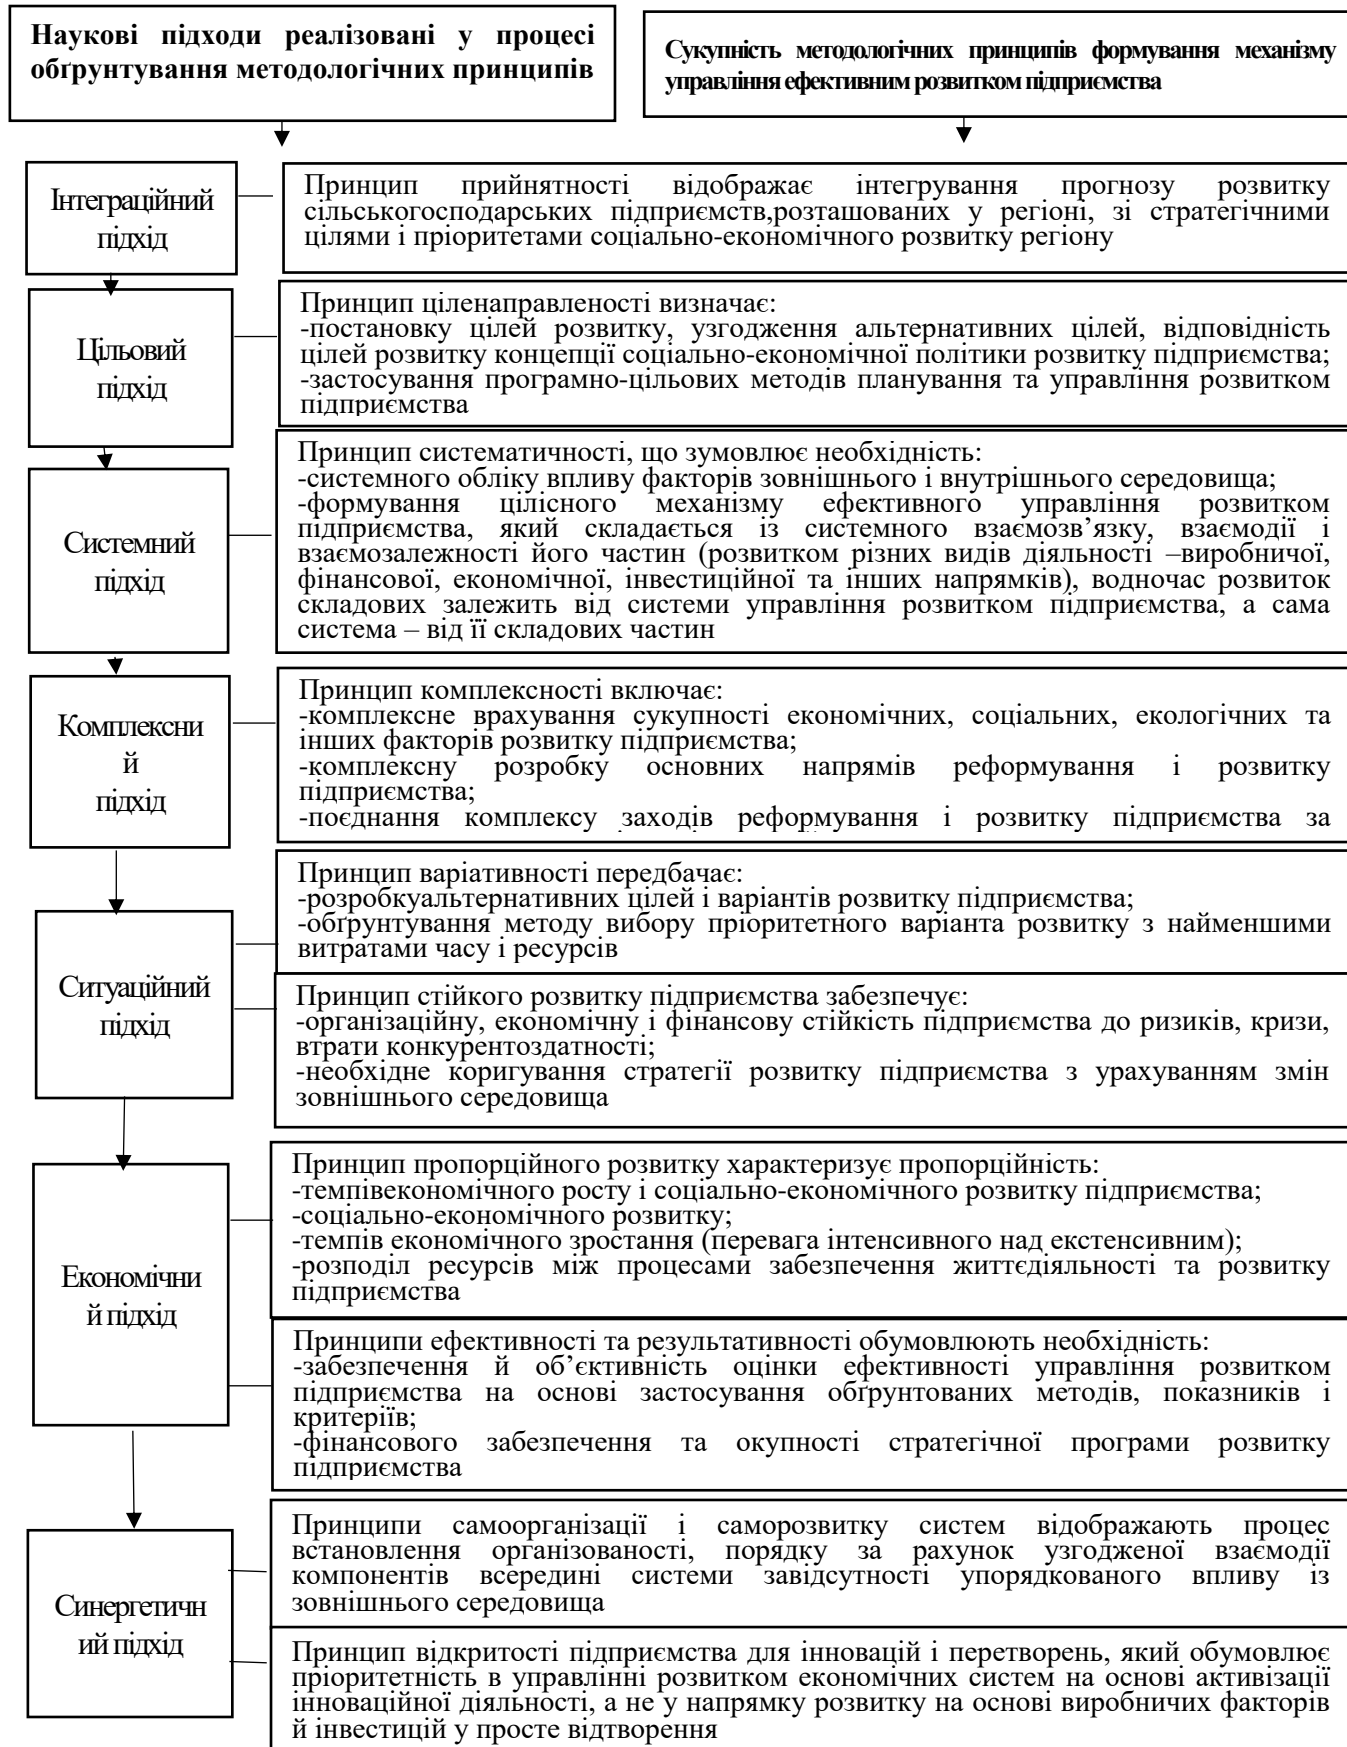 Наукові підходи реалізовані у процесі
обґрунтування методологічних принципів
Сукупність методологічних принципів формування механізму
управління ефективним розвитком підприємства
Інтеграційний
підхід
Принцип прийнятності відображає інтегрування прогнозу розвитку
сільськогосподарських підприємств,розташованих у регіоні, зі стратегічними
цілями і пріоритетами соціально-економічного розвитку регіону
Цільовий
підхід
Принцип ціленаправленості визначає:
-постановку цілей розвитку, узгодження альтернативних цілей, відповідність
цілей розвитку концепції соціально-економічної політики розвитку підприємства;
-застосування програмно-цільових методів планування та управління розвитком
підприємства
Системний
підхід
Принцип систематичності, що зумовлює необхідність:
-системного обліку впливу факторів зовнішнього і внутрішнього середовища;
-формування цілісного механізму ефективного управління розвитком
підприємства, який складається із системного взаємозв’язку, взаємодії і
взаємозалежності його частин (розвитком різних видів діяльності –виробничої,
фінансової, економічної, інвестиційної та інших напрямків), водночас розвиток
складових залежить від системи управління розвитком підприємства, а сама
система – від її складових частин
Комплексни
й
підхід
Принцип комплексності включає:
-комплексне врахування сукупності економічних, соціальних, екологічних та
інших факторів розвитку підприємства;
-комплексну розробку основних напрямів реформування і розвитку
підприємства;
-поєднання комплексу заходів реформування і розвитку підприємства за
Ситуаційний
підхід
Принцип варіативності передбачає:
-розробкуальтернативних цілей і варіантів розвитку підприємства;
-обґрунтування методу вибору пріоритетного варіанта розвитку з найменшими
витратами часу і ресурсів
Принцип стійкого розвитку підприємства забезпечує:
-організаційну, економічну і фінансову стійкість підприємства до ризиків, кризи,
втрати конкурентоздатності;
-необхідне коригування стратегії розвитку підприємства з урахуванням змін
зовнішнього середовища
Економічни
й підхід
Принцип пропорційного розвитку характеризує пропорційність:
-темпівекономічного росту і соціально-економічного розвитку підприємства;
-соціально-економічного розвитку;
-темпів економічного зростання (перевага інтенсивного над екстенсивним);
-розподіл ресурсів між процесами забезпечення життєдіяльності та розвитку
підприємства
Принципи ефективності та результативності обумовлюють необхідність:
-забезпечення й об’єктивність оцінки ефективності управління розвитком
підприємства на основі застосування обґрунтованих методів, показників і
критеріїв;
-фінансового забезпечення та окупності стратегічної програми розвитку
підприємства
Синергетичн
ий підхід
Принципи самоорганізації і саморозвитку систем відображають процес
встановлення організованості, порядку за рахунок узгодженої взаємодії
компонентів всередині системи завідсутності упорядкованого впливу із
зовнішнього середовища
Принцип відкритості підприємства для інновацій і перетворень, який обумовлює
пріоритетність в управлінні розвитком економічних систем на основі активізації
інноваційної діяльності, а не у напрямку розвитку на основі виробничих факторів
й інвестицій у просте відтворення